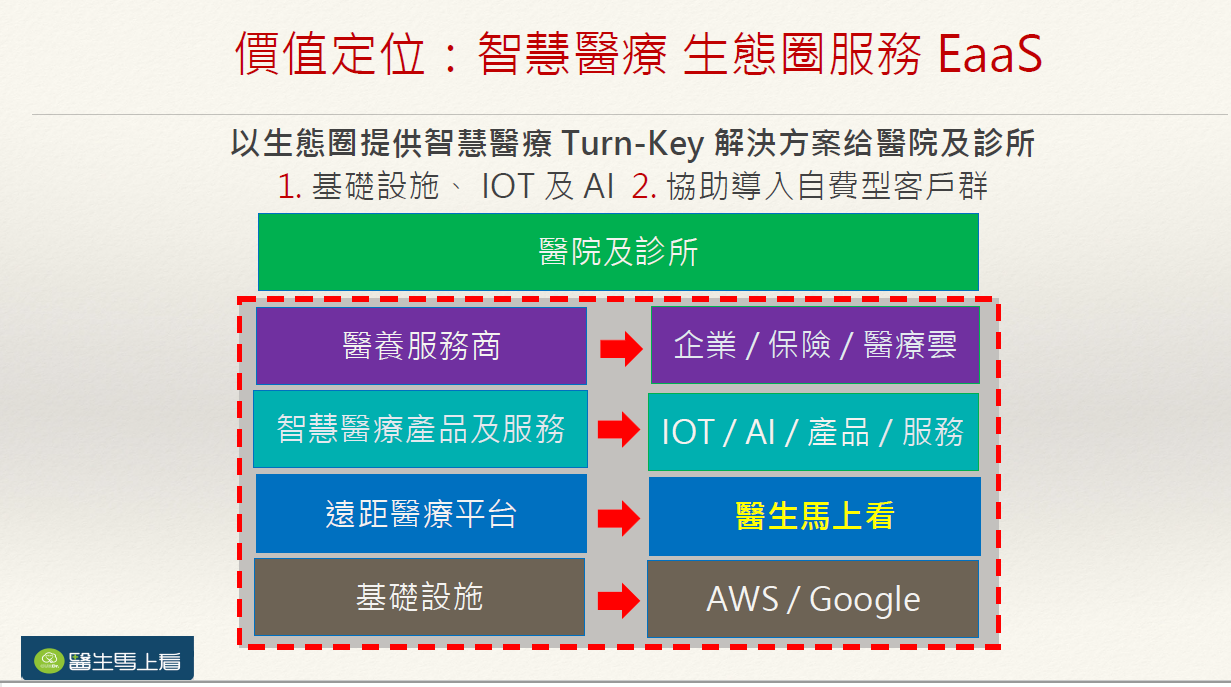 價值定位：智慧醫療 生態圈服務 EaaS
以生態圈提供智慧醫療 Turn-Key 解決方案给醫院及診所
1. 基礎設施、 IOT 及 AI 2. 協助導入自費型客戶群
醫院及診所
醫養服務商
企業 / 保險 / 醫療雲
智慧醫療產品及服務
IOT / AI / 產品 / 服務
遠距醫療平台
醫生馬上看
基礎設施
AWS / Google
醫生馬上看